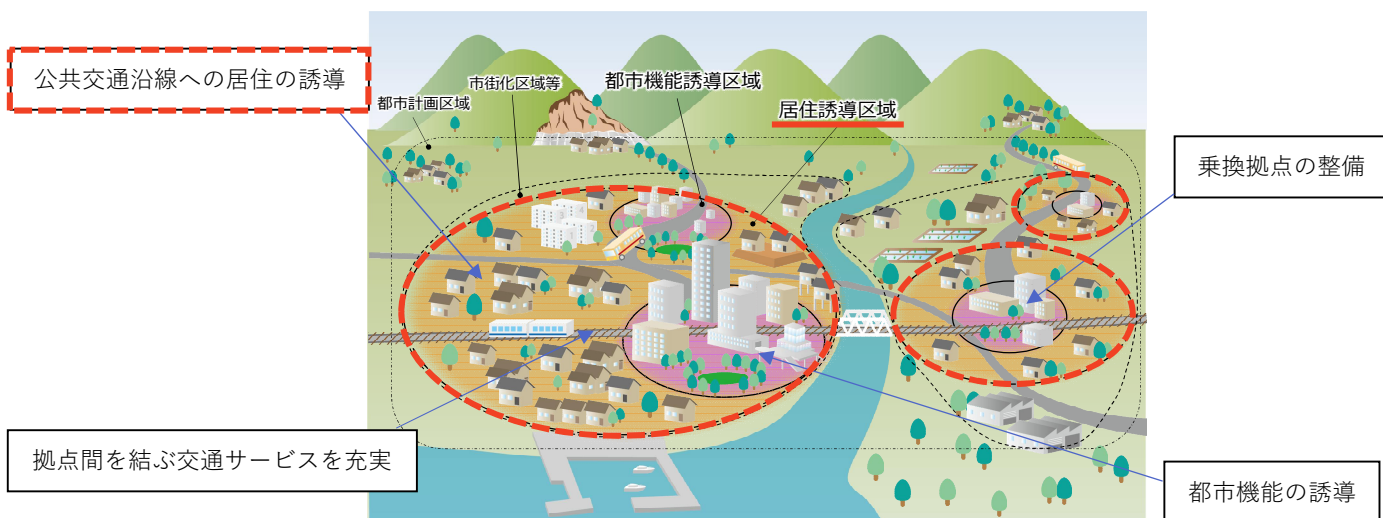 公共交通沿線への居住の誘導
市街化区域等
都市機能誘導区域
都市計画区域
居住誘導区域
乗換拠点の整備
拠点間を結ぶ交通サービスを充実
都市機能の誘導